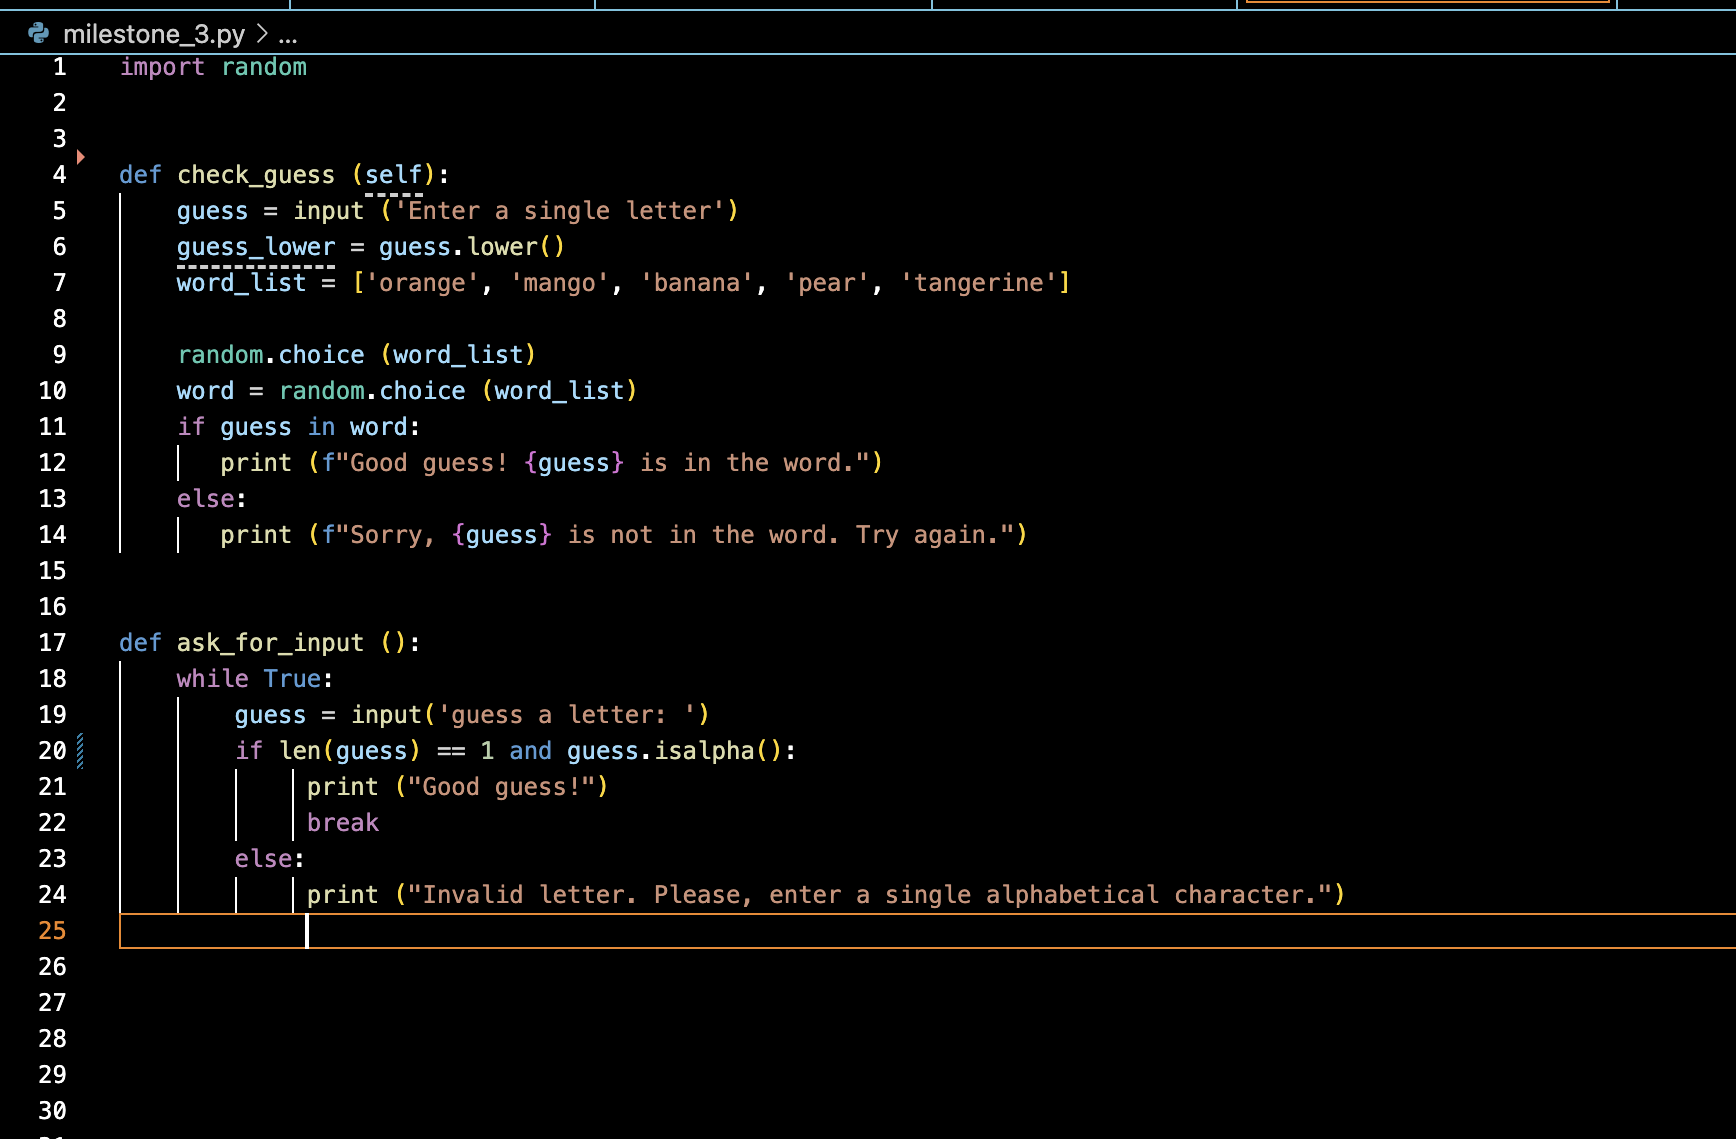 milestone_3.py > ...
1 import random
2
3
4 def check_guess (self):
5     guess = input ('Enter a single letter')
6     guess_lower = guess.lower()
7     word_list = ['orange', 'mango', 'banana', 'pear', 'tangerine']
8
9     random.choice (word_list)
10     word = random.choice (word_list)
11     if guess in word:
12        print (f"Good guess! {guess} is in the word.")
13     else:
14        print (f"Sorry, {guess} is not in the word. Try again.")
15
16
17 def ask_for_input ():
18     while True:
19         guess = input('guess a letter: ')
20         if len(guess) == 1 and guess.isalpha():
21              print ("Good guess!")
22              break
23         else:
24              print ("Invalid letter. Please, enter a single alphabetical character.")
25
26
27
28
29
30